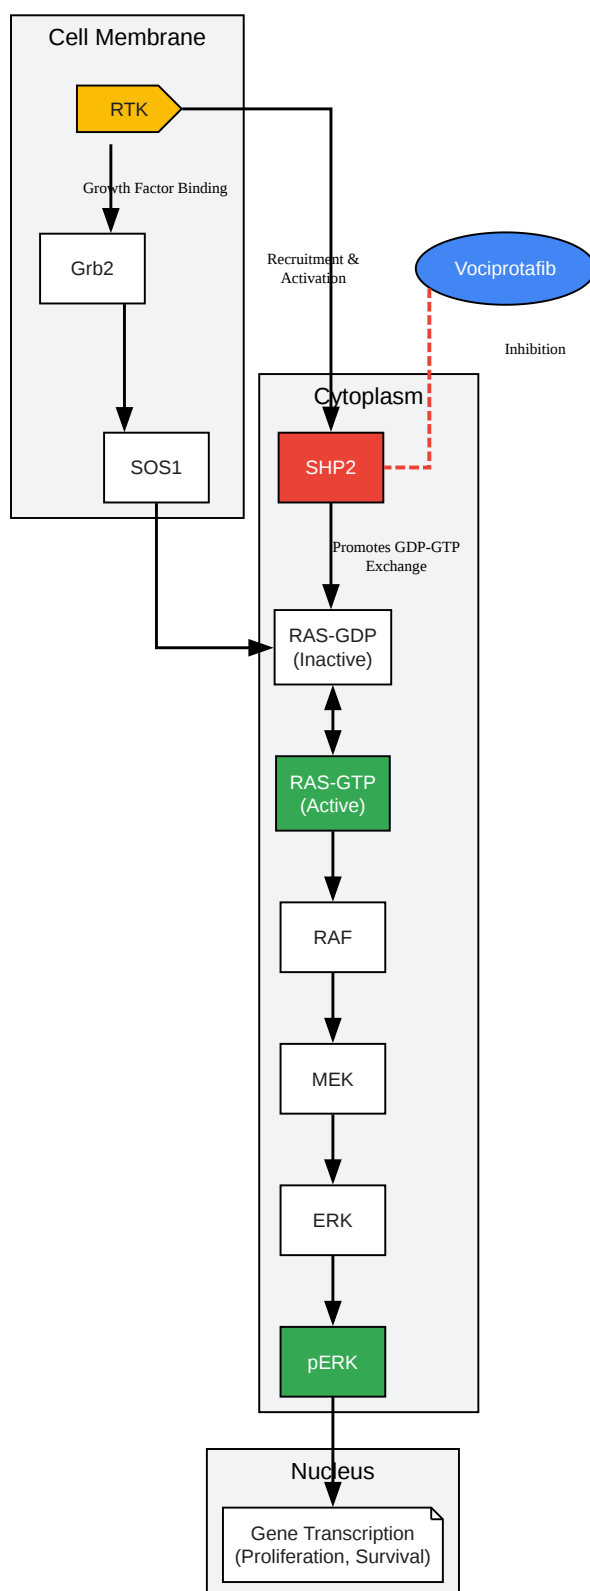 Cell Membrane
RTK
Growth Factor Binding
Grb2
Recruitment &
Activation
Vociprotafib
Inhibition
Cytoplasm
SOS1
SHP2
Promotes GDP-GTP
Exchange
RAS-GDP
(Inactive)
RAS-GTP
(Active)
RAF
MEK
ERK
pERK
Nucleus
Gene Transcription
(Proliferation, Survival)